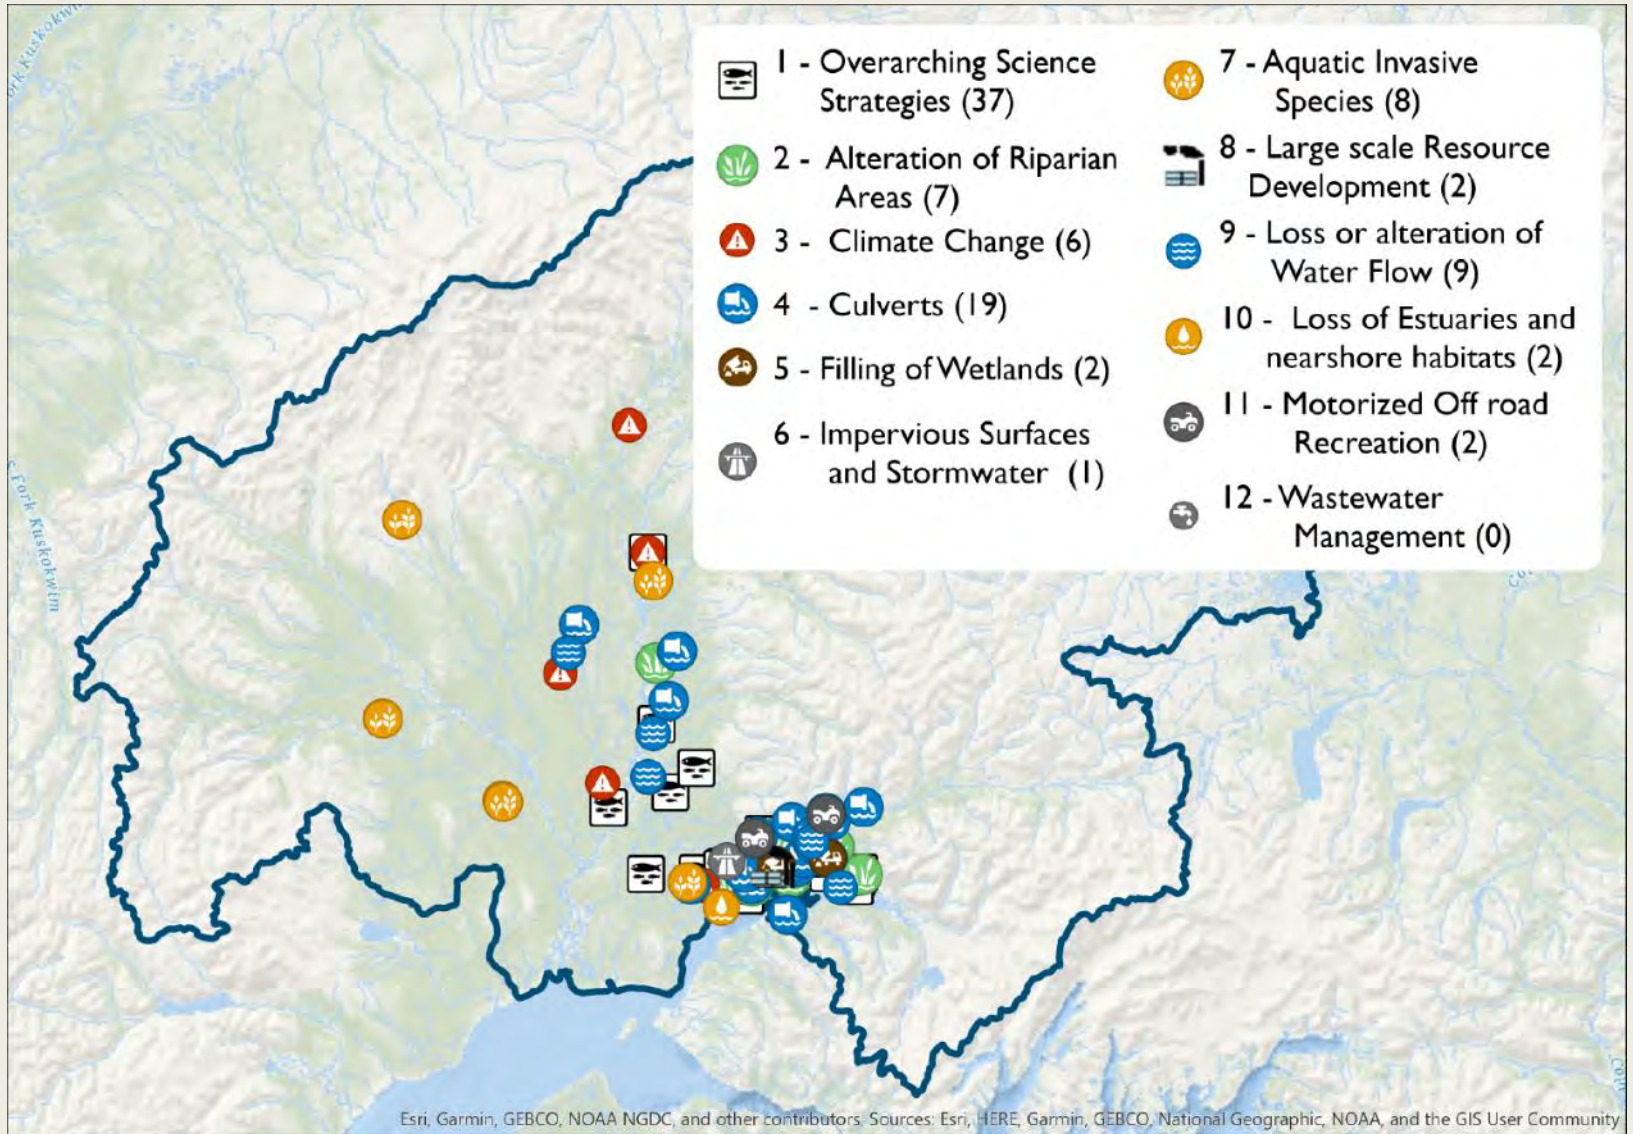 ork Kuskokwim
S Fork Kuskokwim
1 - Overarching Science
Strategies (37)
2 - Alteration of Riparian
Areas (7)
3 - Climate Change (6)
4 - Culverts (19)
5 - Filling of Wetlands (2)
6 - Impervious Surfaces
and Stormwater (1)
7 - Aquatic Invasive
Species (8)
8 - Large scale Resource
Development (2)
9 - Loss or alteration of
Water Flow (9)
10 - Loss of Estuaries and
nearshore habitats (2)
11 - Motorized Off road
Recreation (2)
12 - Wastewater
Management (0)
Esri, Garmin, GEBCO, NOAA NGDC, and other contributors, Sources: Esri, HERE, Garmin, GEBCO, National Geographic, NOAA, and the GIS User Community